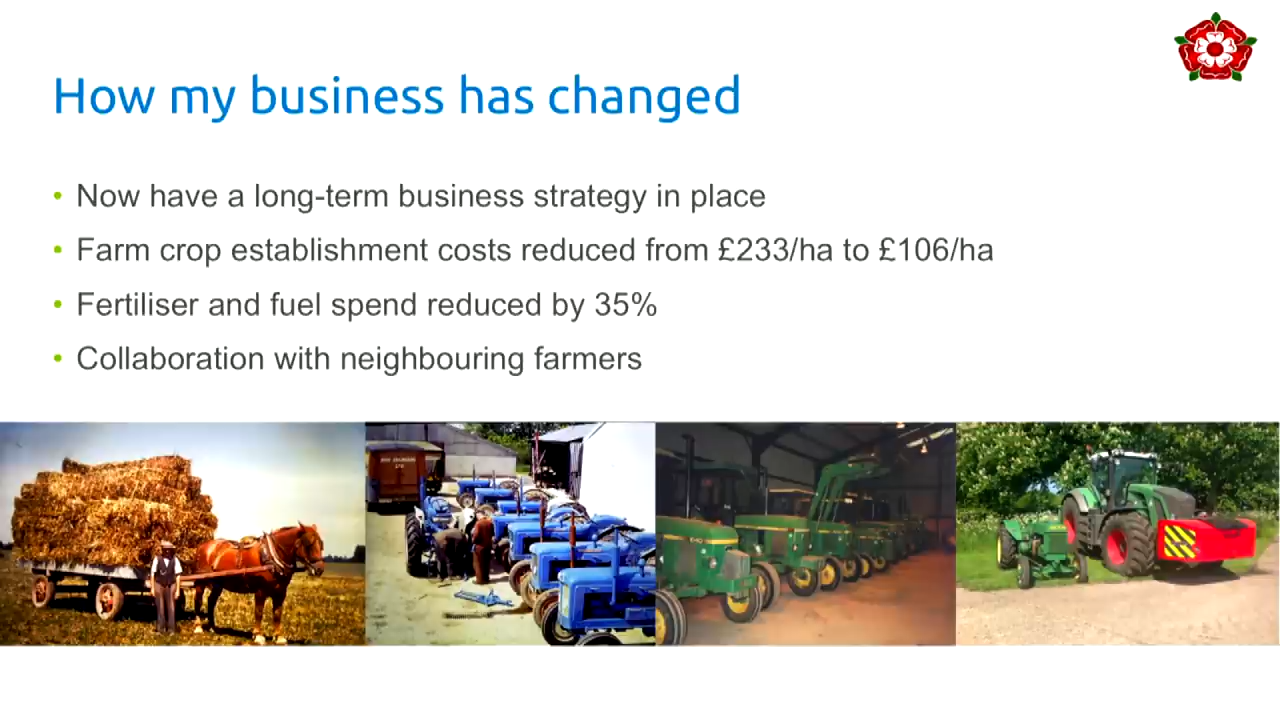 How my business has changed
• Now have a long-term business strategy in place
• Farm crop establishment costs reduced from £233/ha to £106/ha
• Fertiliser and fuel spend reduced by 35%
• Collaboration with neighbouring farmers